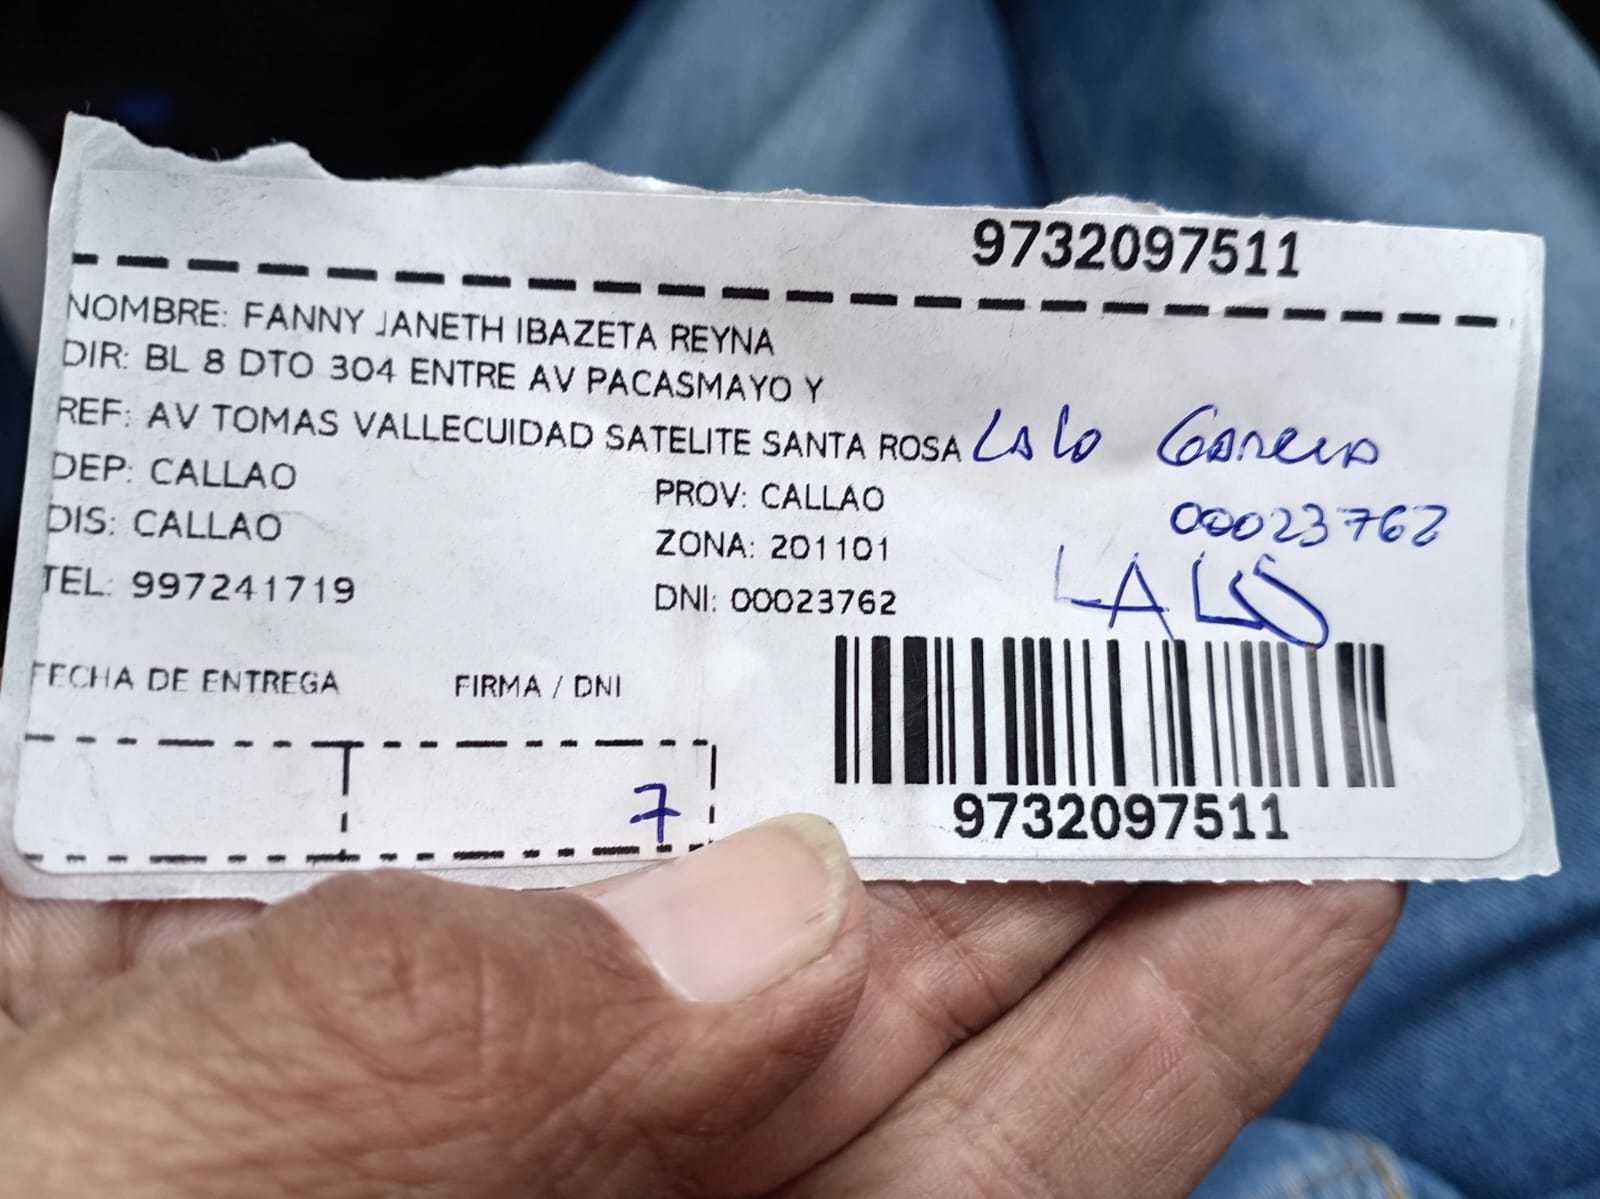 9732097511
NOMBRE: FANNY JANETH IBAZETA REYNA
DIR: BL 8 DTO 304 ENTRE AV PACASMAYO Y
REF: AV TOMAS VALLECUIDAD SATELITE SANTA ROSA Lalo Garcia
DEP: CALLAO PROV: CALLAO 00023762
DIS: CALLAO ZONA: 201101 LALO
TEL: 997241719 DNI: 00023762
FECHA DE ENTREGA FIRMA / DNI
7
9732097511